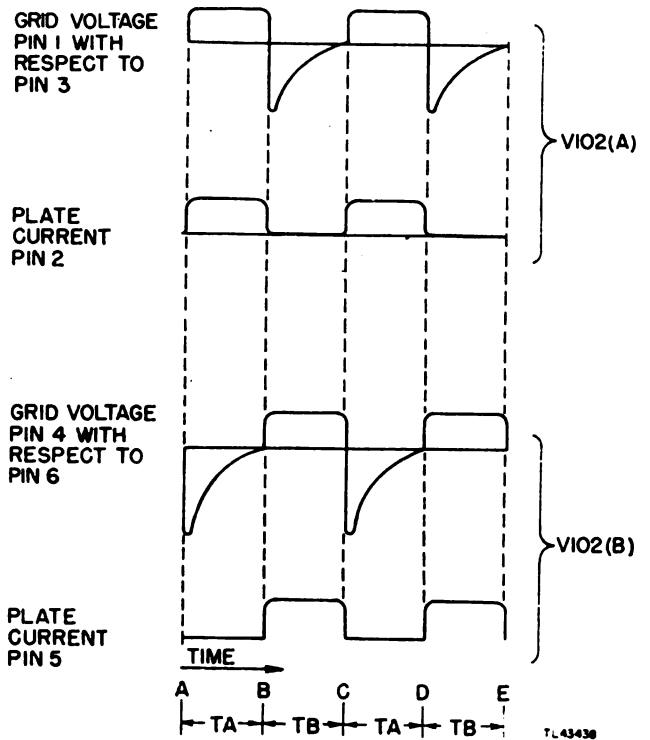 GRID VOLTAGE
PIN 1 WITH
RESPECT TO
PIN 3
V102(A)
PLATE
CURRENT
PIN 2
GRID VOLTAGE
PIN 4 WITH
RESPECT TO
PIN 6
V102(B)
PLATE
CURRENT
PIN 5
TIME
A B C D E
TA TB TA TB
TL43438